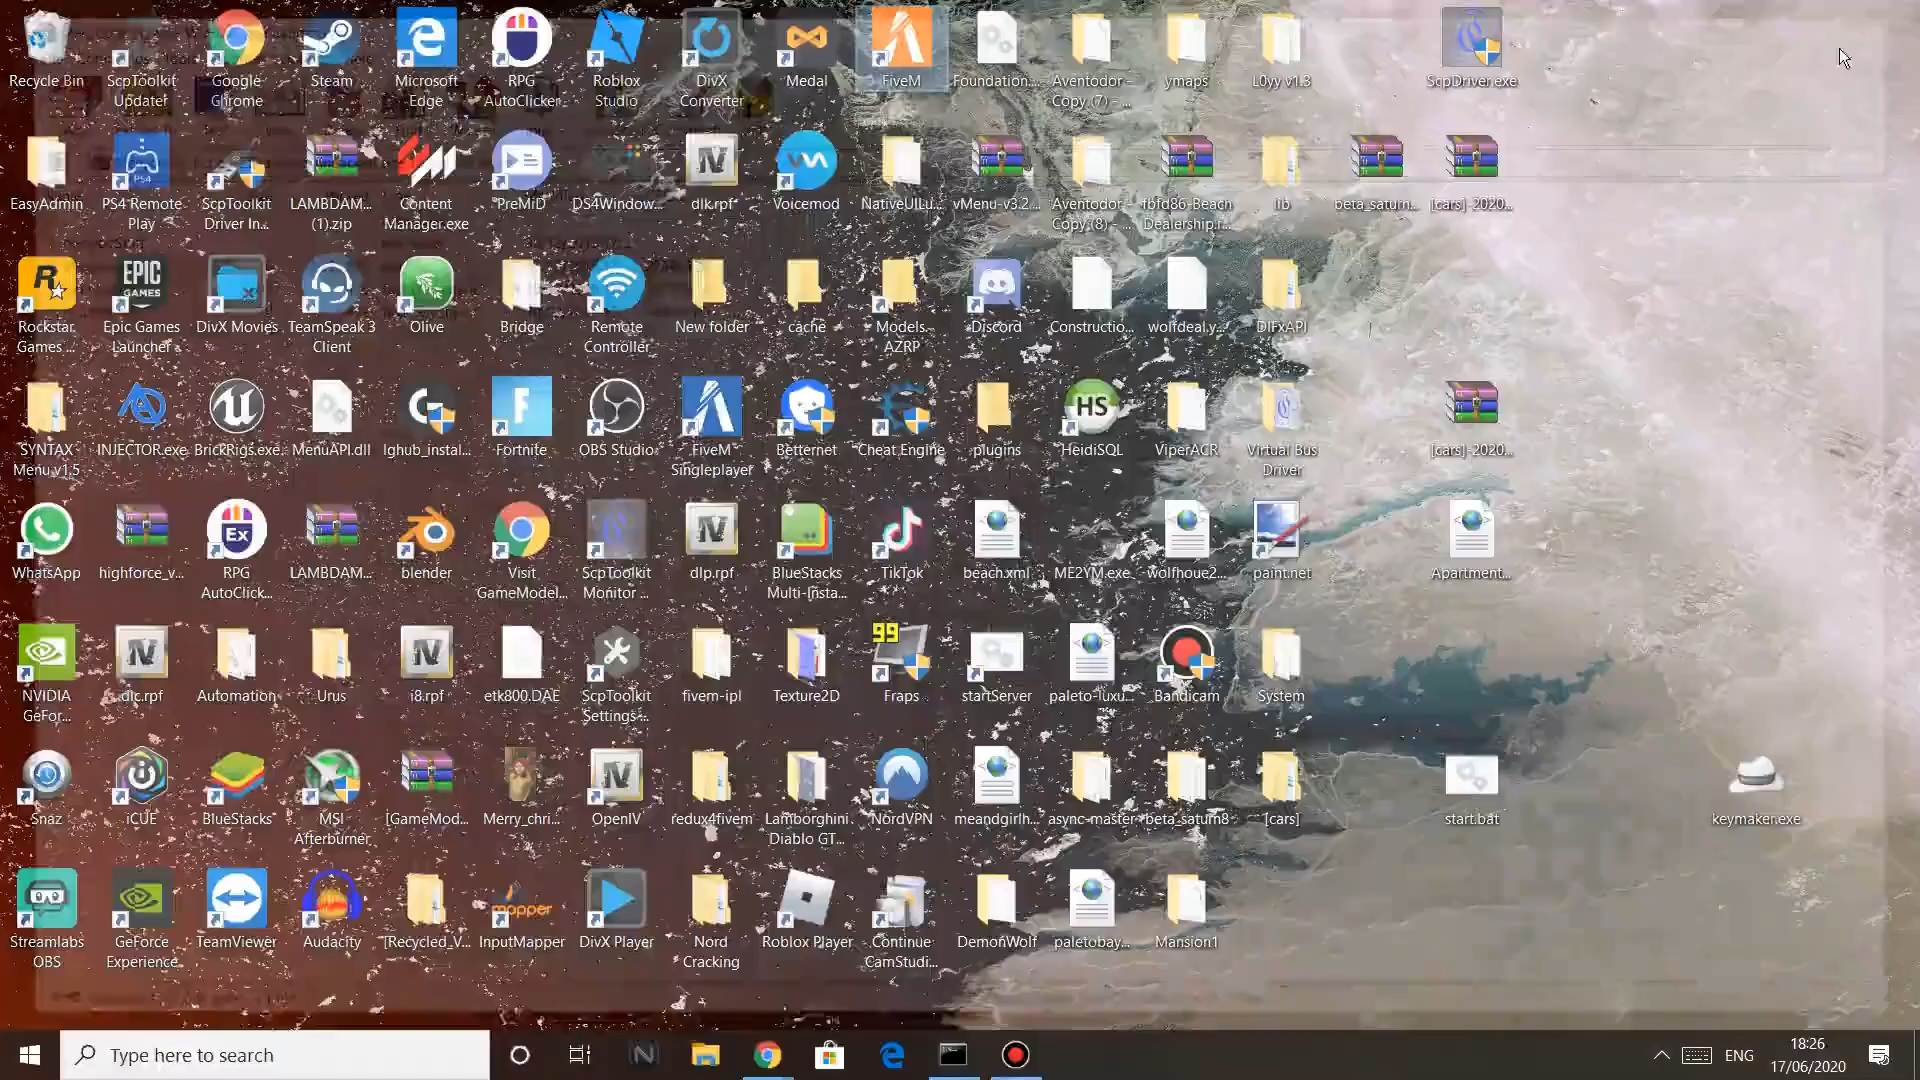 Recycle Bin
ScpToolkit
Updater
Google
Chrome
Steam
Microsoft
Edge
RPG
AutoClicker
Roblox
Studio
DivX
Converter
Medal
FiveM
Foundation....
Aventodor -
Copy (7) - ...
ymaps
L0yy v1.3
ScpDriver.exe
EasyAdmin
PS4 Remote
Play
ScpToolkit
Driver In...
LAMBDAM...
(1).zip
Content
Manager.exe
PreMiD
DS4Window...
dlk.rpf
Voicemod
NativeUILu...
vMenu-v3.2....
Aventodor -
Copy (8) - ...
fbfd86-Beach
Dealership.r...
lib
beta_saturn...
[cars]-2020...
Rockstar
Games ...
Epic Games
Launcher
DivX Movies
TeamSpeak 3
Client
Olive
Bridge
Remote
Controller
New folder
cache
Models.
AZRP
Discord
Constructio...
wolfdeal.y...
DIFxAPI
SYNTAX
Menu v1.5
INJECTOR.exe
BrickRigs.exe
MenuAPI.dll
lghub_instal...
Fortnite
OBS Studio
FiveM
Singleplayer
Betternet
Cheat Engine
plugins
HeidiSQL
ViperACR
Virtual Bus
Driver
[cars]-2020...
WhatsApp
highforce_v...
RPG
AutoClick...
LAMBDAM...
blender
Visit
GameModel...
ScpToolkit
Monitor ...
dlp.rpf
BlueStacks
Multi-Insta...
TikTok
beach.xml
ME2YM.exe
wolfhoue2...
paint.net
Apartment...
99
NVIDIA
GeFor...
dlc.rpf
Automation
Urus
i8.rpf
etk800.DAE
ScpToolkit
Settings ...
fivem-ipl
Texture2D
Fraps
startServer
paleto-luxu...
Bandicam
System
Snaz
iCUE
BlueStacks
MSI
Afterburner
[GameMod...
Merry_chri...
OpenIV
redux4fivem
Lamborghini
Diablo GT...
NordVPN
meandgirlh...
async-master
beta_saturn8
[cars]
start.bat
keymaker.exe
Streamlabs
OBS
GeForce
Experience
TeamViewer
Audacity
[Recycled_V...
InputMapper
DivX Player
Nord
Cracking
Roblox Player
Continue
CamStudi...
DemonWolf
paletobay...
Mansion1
Type here to search
ENG
18:26
17/06/2020